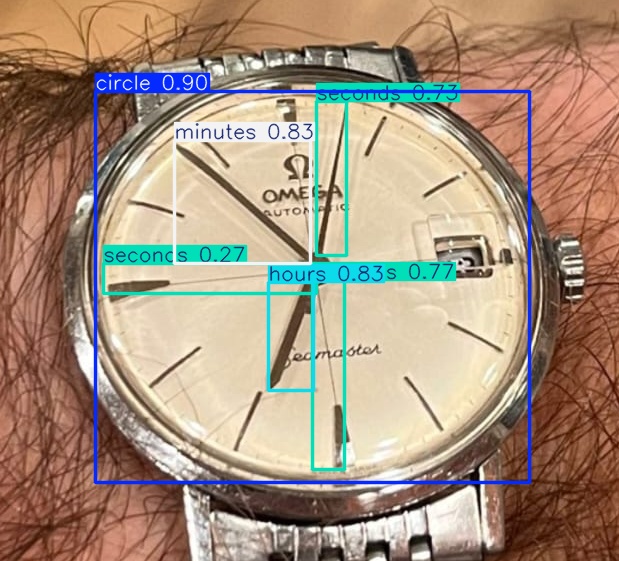 circle 0.90
seconds 0.73
minutes 0.83
Ω
OMEGA
AUTOMATIC
seconds 0.27
hours 0.83
s 0.77
Seamaster